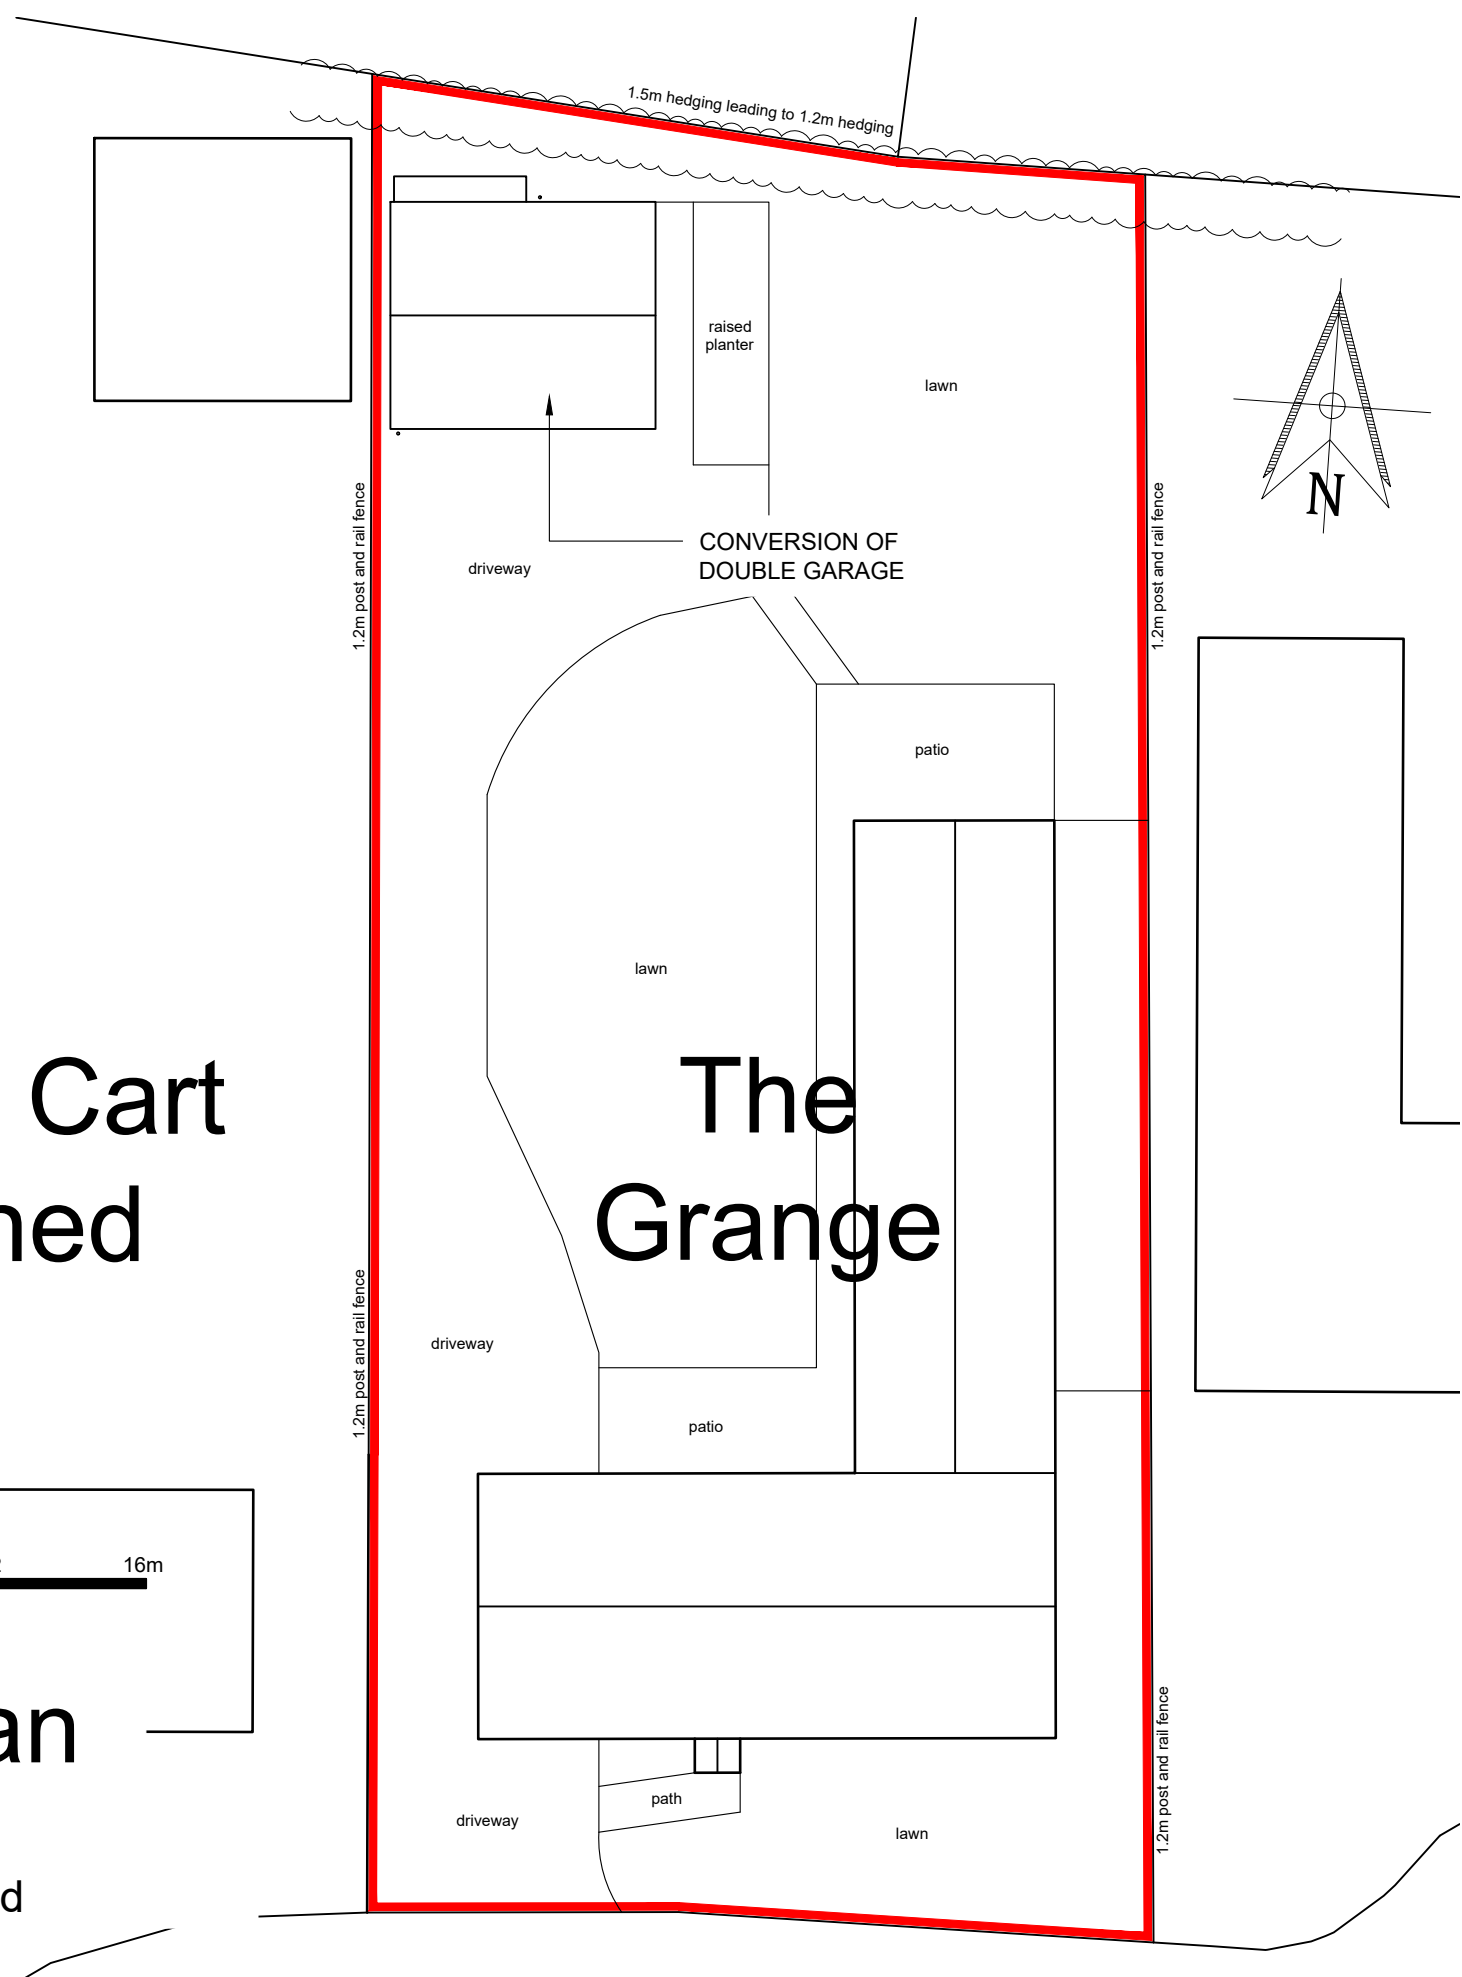 1.5m hedging leading to 1.2m hedging
raised
planter
lawn
N
1.2m post and rail fence
1.2m post and rail fence
CONVERSION OF
DOUBLE GARAGE
driveway
patio
lawn
Cart
The
Grange
1.2m post and rail fence
driveway
patio
16m
1.2m post and rail fence
path
driveway
lawn